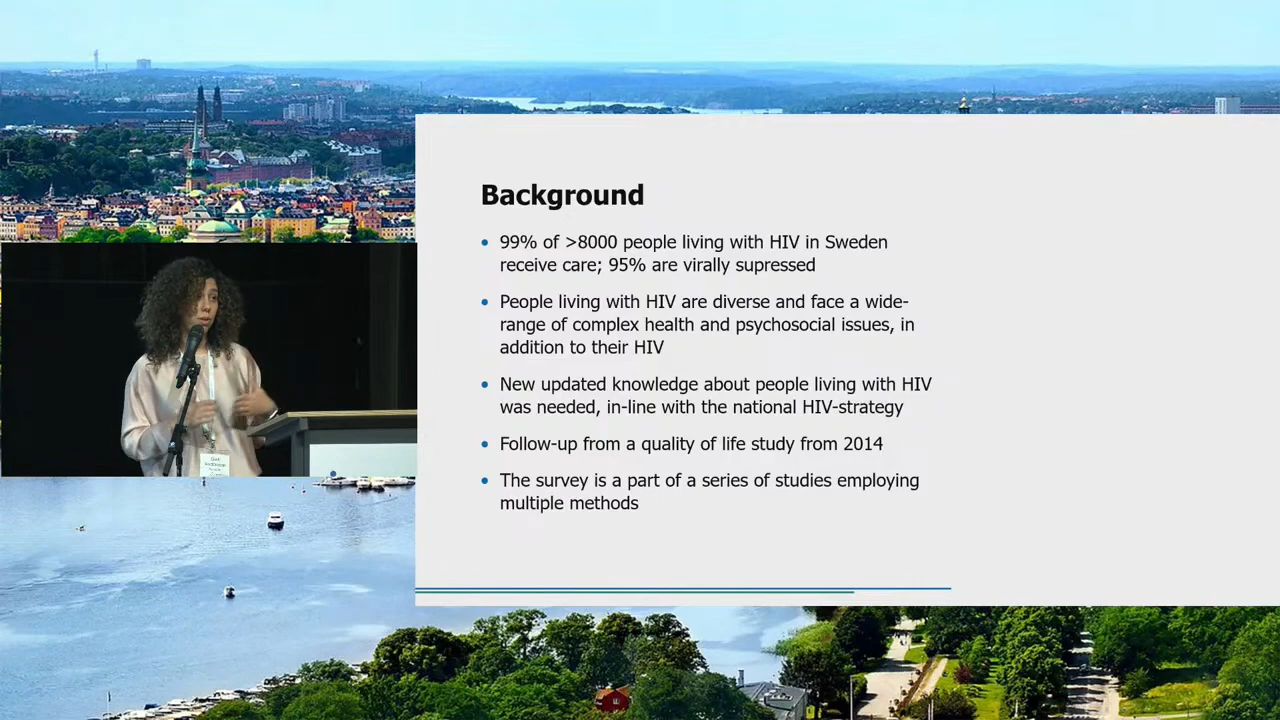 Background
• 99% of >8000 people living with HIV in Sweden
receive care; 95% are virally supressed
• People living with HIV are diverse and face a wide-
range of complex health and psychosocial issues, in
addition to their HIV
• New updated knowledge about people living with HIV
was needed, in-line with the national HIV-strategy
• Follow-up from a quality of life study from 2014
• The survey is a part of a series of studies employing
multiple methods